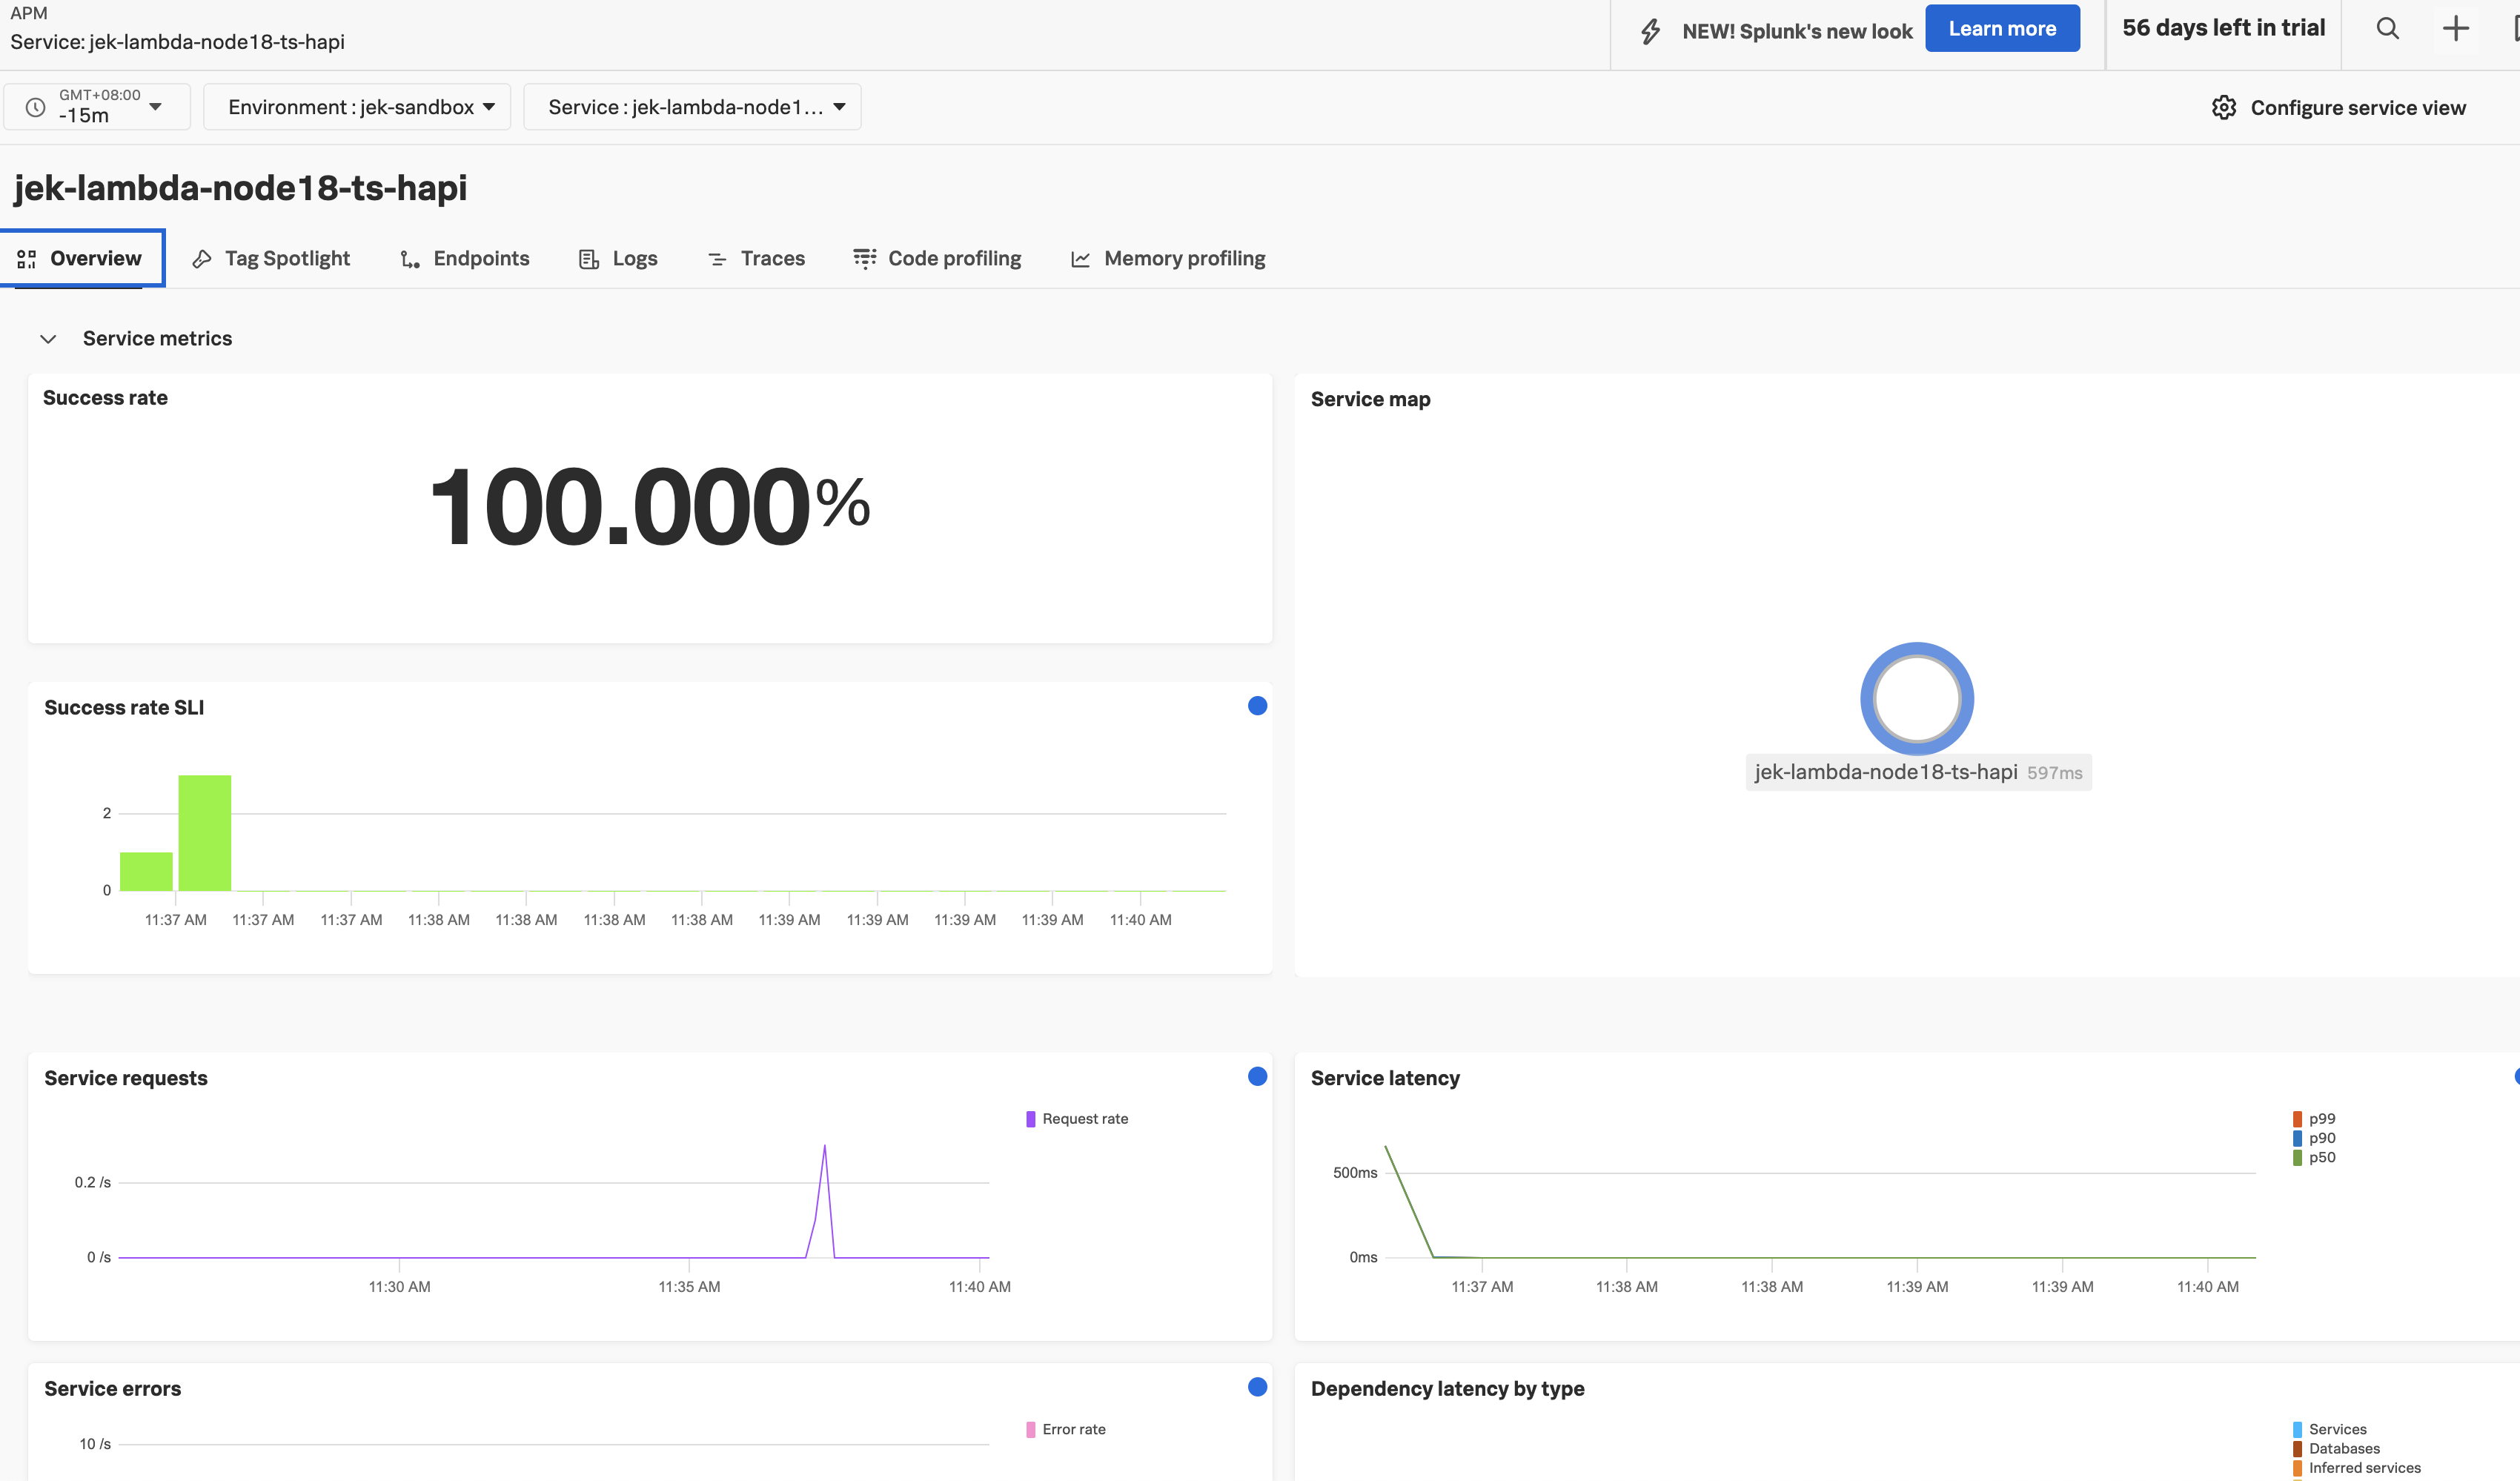 APM
Service: jek-lambda-node18-ts-hapi
NEW! Splunk's new look
Learn more
56 days left in trial
GMT+08:00
-15m
Environment : jek-sandbox
Service : jek-lambda-node1...
Configure service view
jek-lambda-node18-ts-hapi
Overview
Tag Spotlight
Endpoints
Logs
Traces
Code profiling
Memory profiling
Service metrics
Success rate
100.000%
Service map
jek-lambda-node18-ts-hapi 597ms
Success rate SLI
2
0
11:37 AM 11:37 AM 11:37 AM 11:38 AM 11:38 AM 11:38 AM 11:38 AM 11:39 AM 11:39 AM 11:39 AM 11:39 AM 11:40 AM
Service requests
Request rate
0.2 /s
0 /s
11:30 AM 11:35 AM 11:40 AM
Service latency
p99
p90
p50
500ms
0ms
11:37 AM 11:38 AM 11:38 AM 11:39 AM 11:39 AM 11:40 AM
Service errors
Error rate
10 /s
Dependency latency by type
Services
Databases
Inferred services